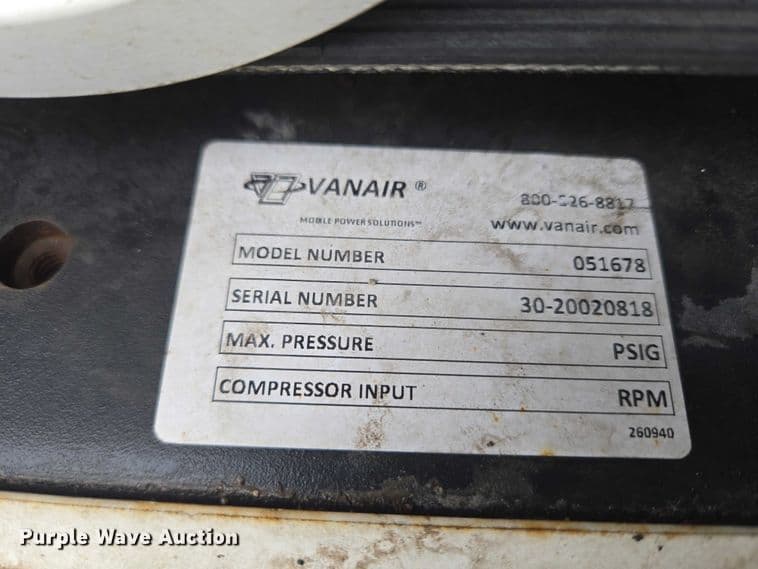 VANAIR ®
MOBILE POWER SOLUTIONS™
800-526-8817
www.vanair.com
MODEL NUMBER 051678
SERIAL NUMBER 30-20020818
MAX. PRESSURE PSIG
COMPRESSOR INPUT RPM
260940
Purple Wave Auction